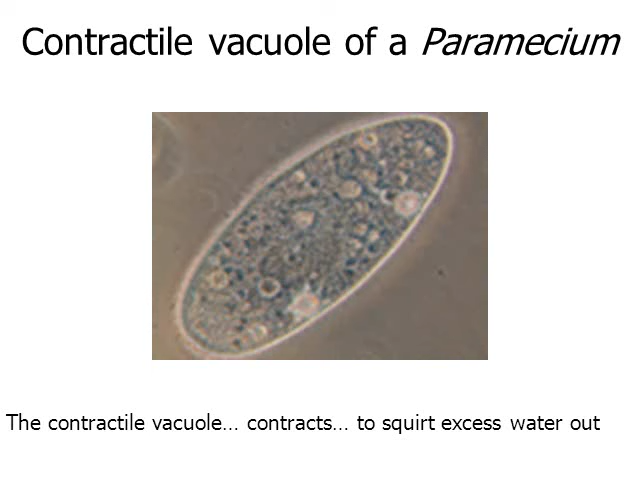 Contractile vacuole of a Paramecium
The contractile vacuole… contracts… to squirt excess water out